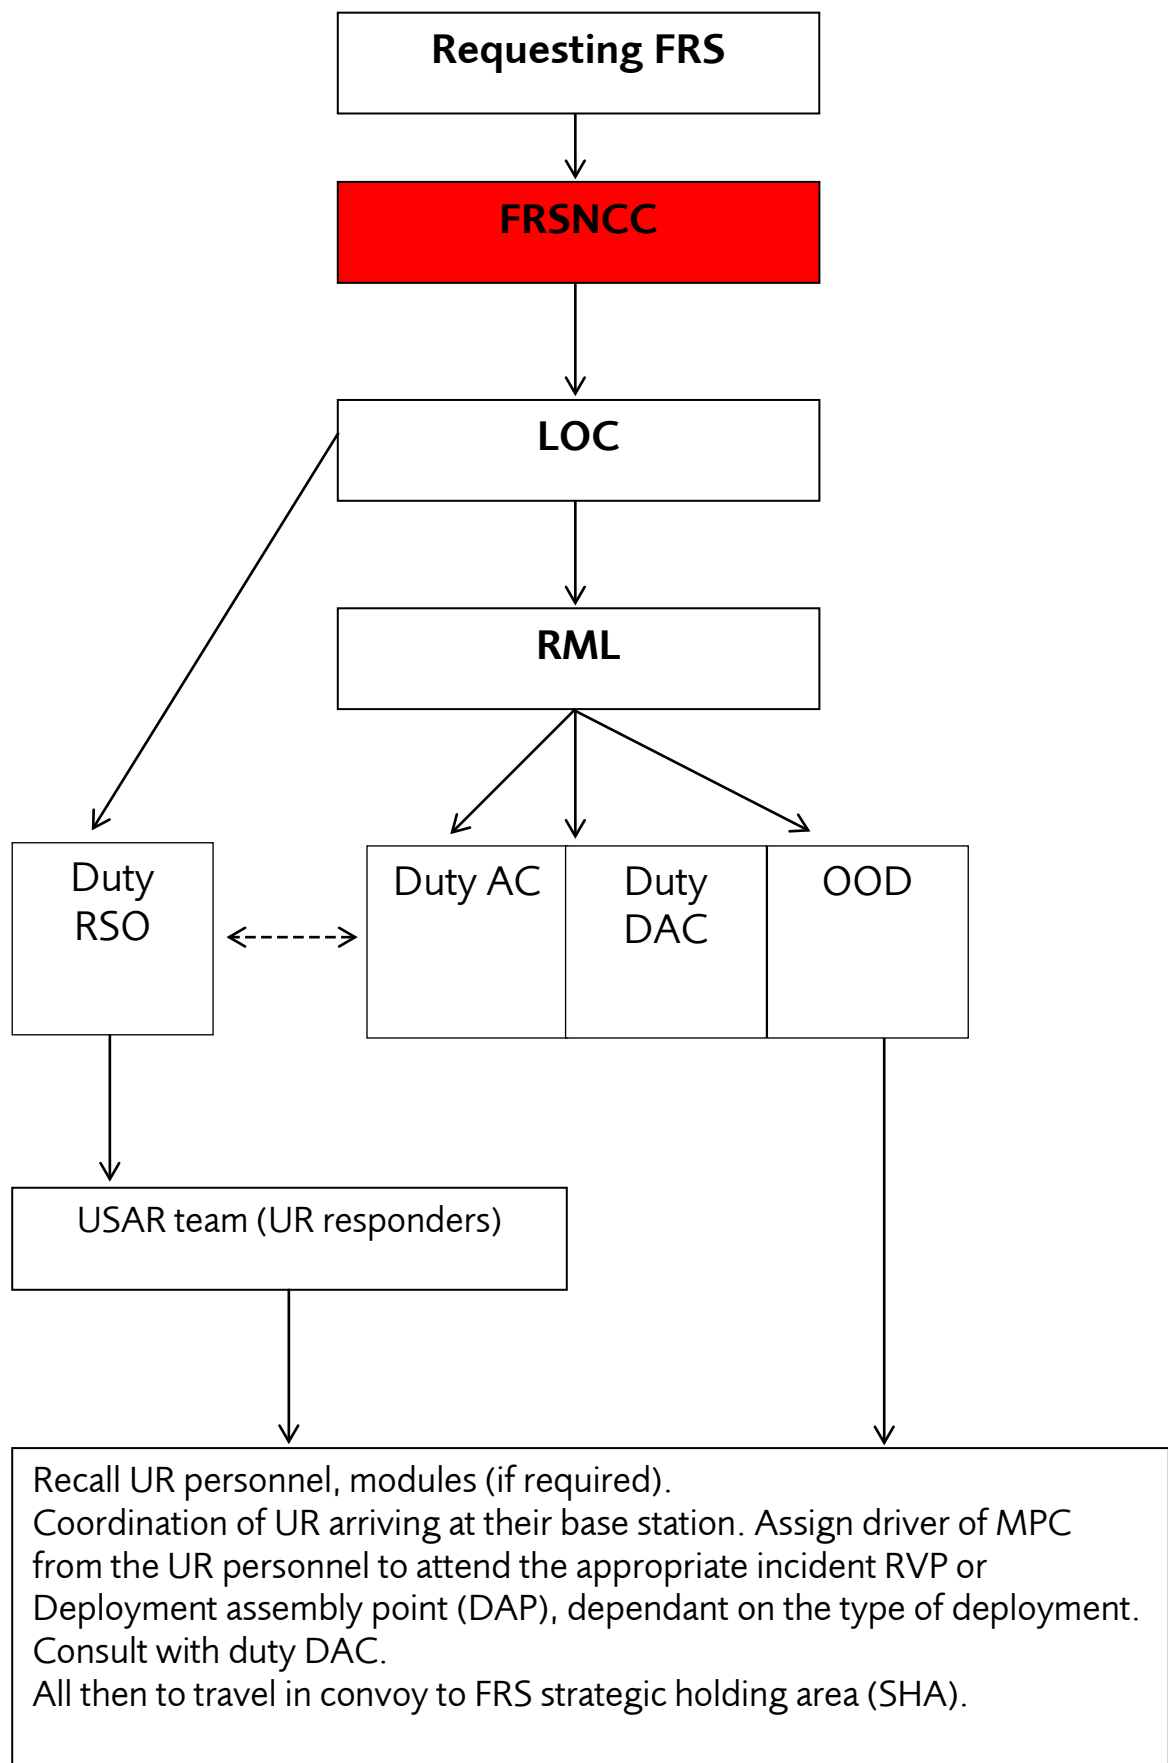 Requesting FRS
FRSNCC
LOC
RML
Duty
RSO
Duty AC
Duty
DAC
OOD
USAR team (UR responders)
Recall UR personnel, modules (if required).
Coordination of UR arriving at their base station. Assign driver of MPC
from the UR personnel to attend the appropriate incident RVP or
Deployment assembly point (DAP), dependant on the type of deployment.
Consult with duty DAC.
All then to travel in convoy to FRS strategic holding area (SHA).